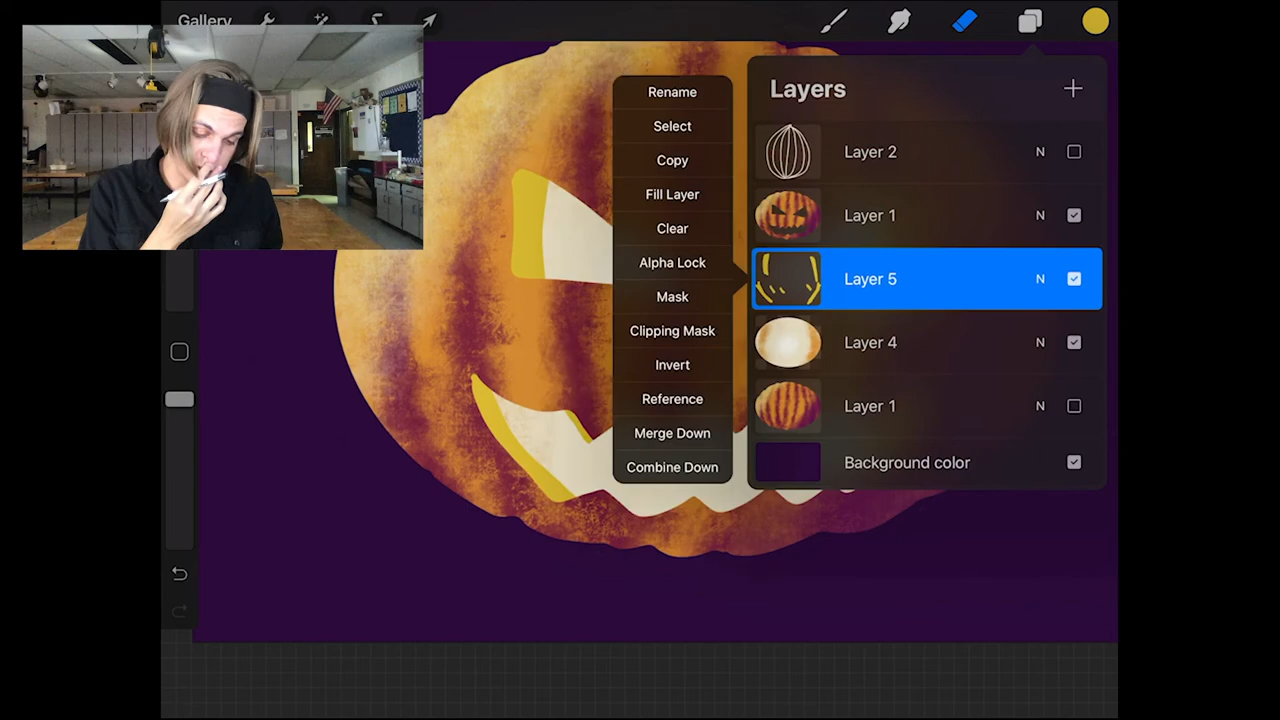 Gallery
Rename
Select
Copy
Fill Layer
Clear
Alpha Lock
Mask
Clipping Mask
Invert
Reference
Merge Down
Combine Down
Layers
Layer 2 N
Layer 1 N
Layer 5 N
Layer 4 N
Layer 1 N
Background color